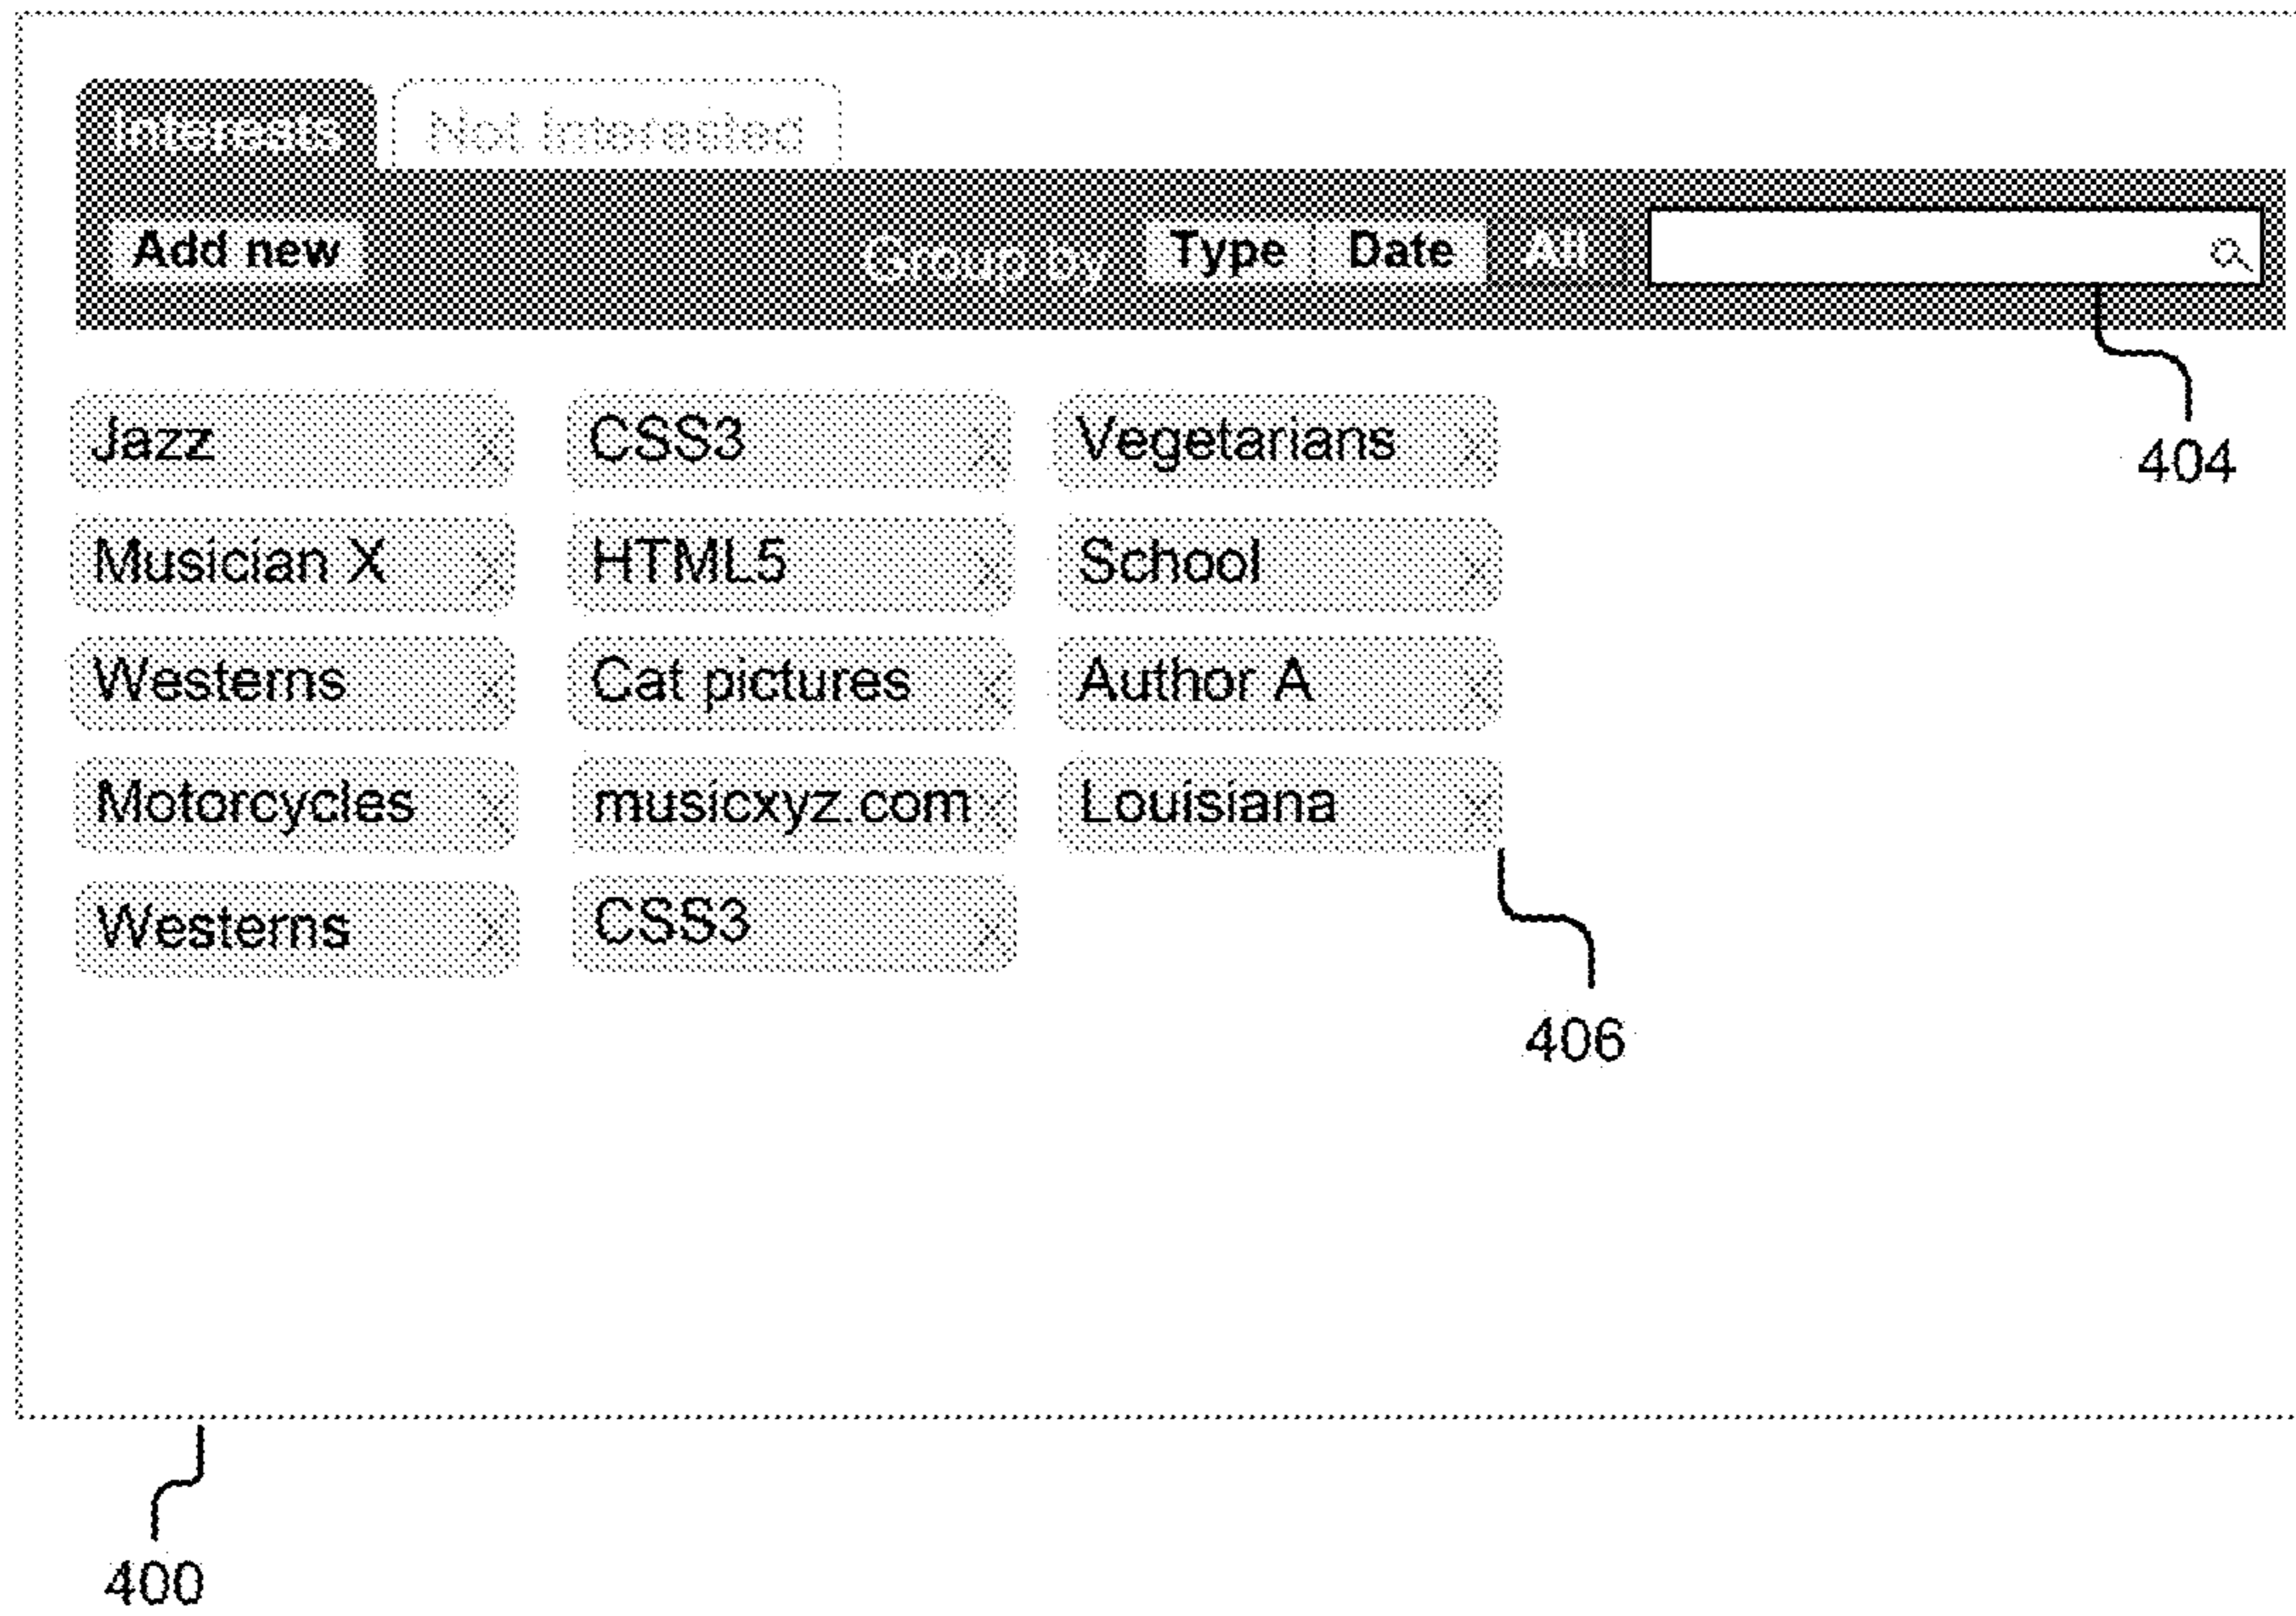 Interests Not Interested
Add new Group by Type Date All
Jazz CSS3 Vegetarians
404
Musician X HTML5 School
Westerns Cat pictures Author A
Motorcycles musicxyz.com Louisiana
Westerns CSS3
406
400